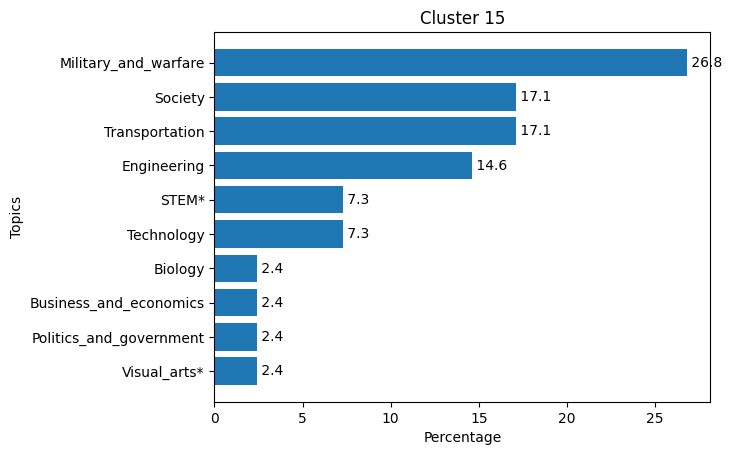 Cluster 15
Topics
Military_and_warfare 26.8
Society 17.1
Transportation 17.1
Engineering 14.6
STEM* 7.3
Technology 7.3
Biology 2.4
Business_and_economics 2.4
Politics_and_government 2.4
Visual_arts* 2.4
0 5 10 15 20 25
Percentage